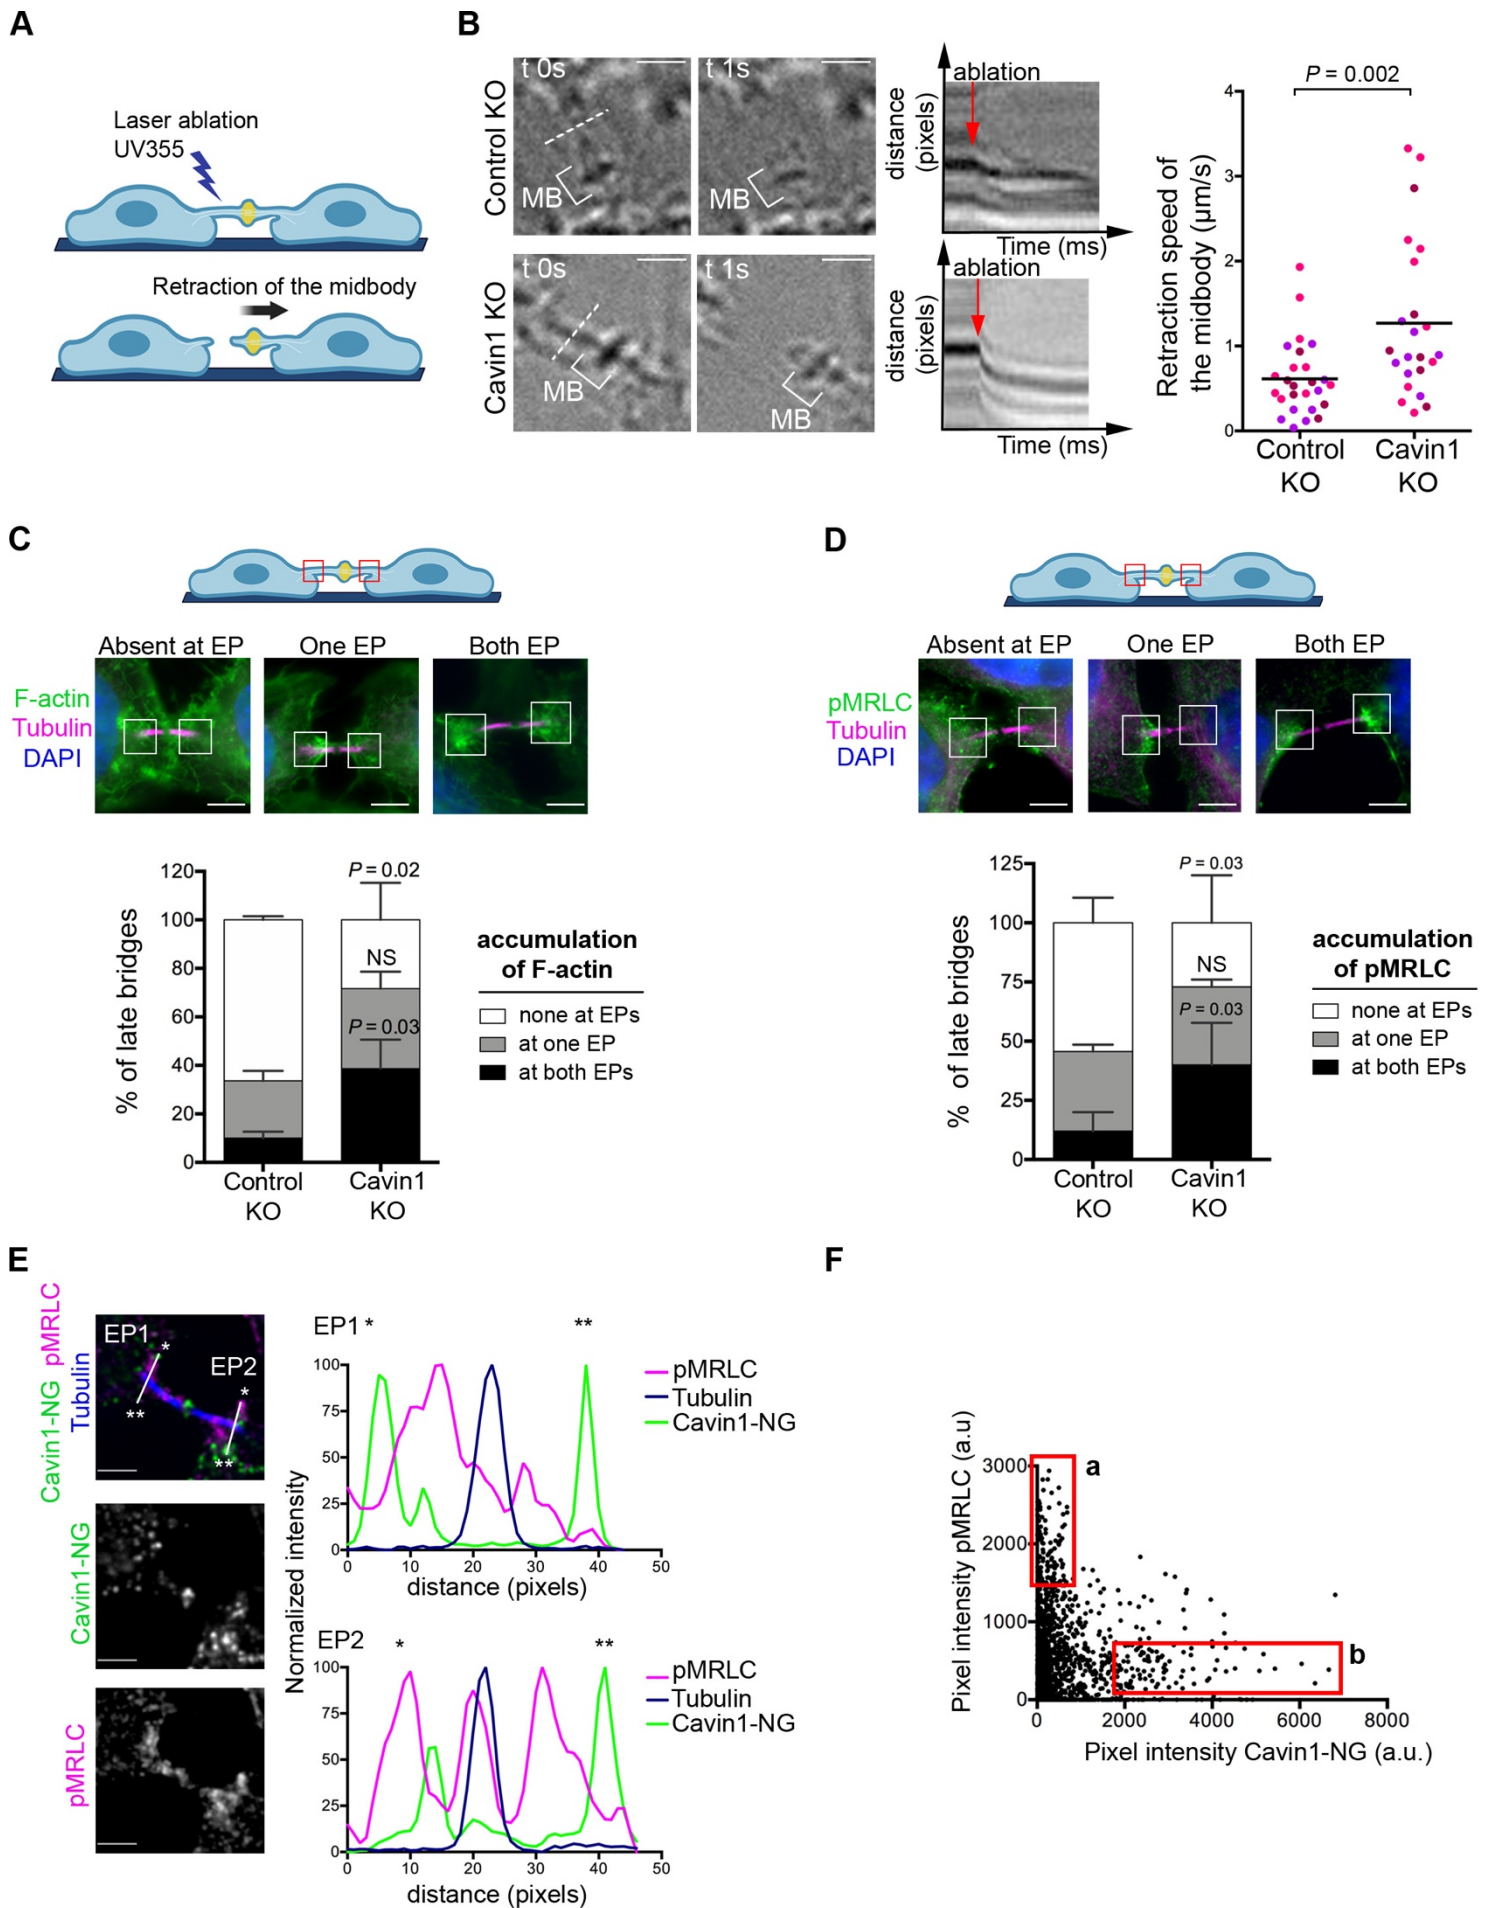 A
Laser ablation
UV355
Retraction of the midbody
B
Control KO
t 0s
MB
t 1s
MB
distance
(pixels)
ablation
Time (ms)
Cavin1 KO
t 0s
MB
t 1s
MB
distance
(pixels)
ablation
Time (ms)
Retraction speed of
the midbody (μm/s)
P = 0.002
4
3
2
1
0
Control
KO
Cavin1
KO
C
Absent at EP
One EP
Both EP
F-actin
Tubulin
DAPI
% of late bridges
120
100
80
60
40
20
0
P = 0.02
NS
P = 0.03
Control
KO
Cavin1
KO
accumulation
of F-actin
none at EPs
at one EP
at both EPs
D
Absent at EP
One EP
Both EP
pMRLC
Tubulin
DAPI
% of late bridges
125
100
75
50
25
0
P = 0.03
NS
P = 0.03
Control
KO
Cavin1
KO
accumulation
of pMRLC
none at EPs
at one EP
at both EPs
E
Cavin1-NG pMRLC
Tubulin
EP1
*
**
EP2
*
**
Cavin1-NG
pMRLC
Normalized intensity
EP1 * **
100
75
50
25
0
0 10 20 30 40 50
distance (pixels)
pMRLC
Tubulin
Cavin1-NG
EP2 * **
100
75
50
25
0
0 10 20 30 40 50
distance (pixels)
pMRLC
Tubulin
Cavin1-NG
F
Pixel intensity pMRLC (a.u)
3000
2000
1000
0
a
b
0 2000 4000 6000 8000
Pixel intensity Cavin1-NG (a.u.)